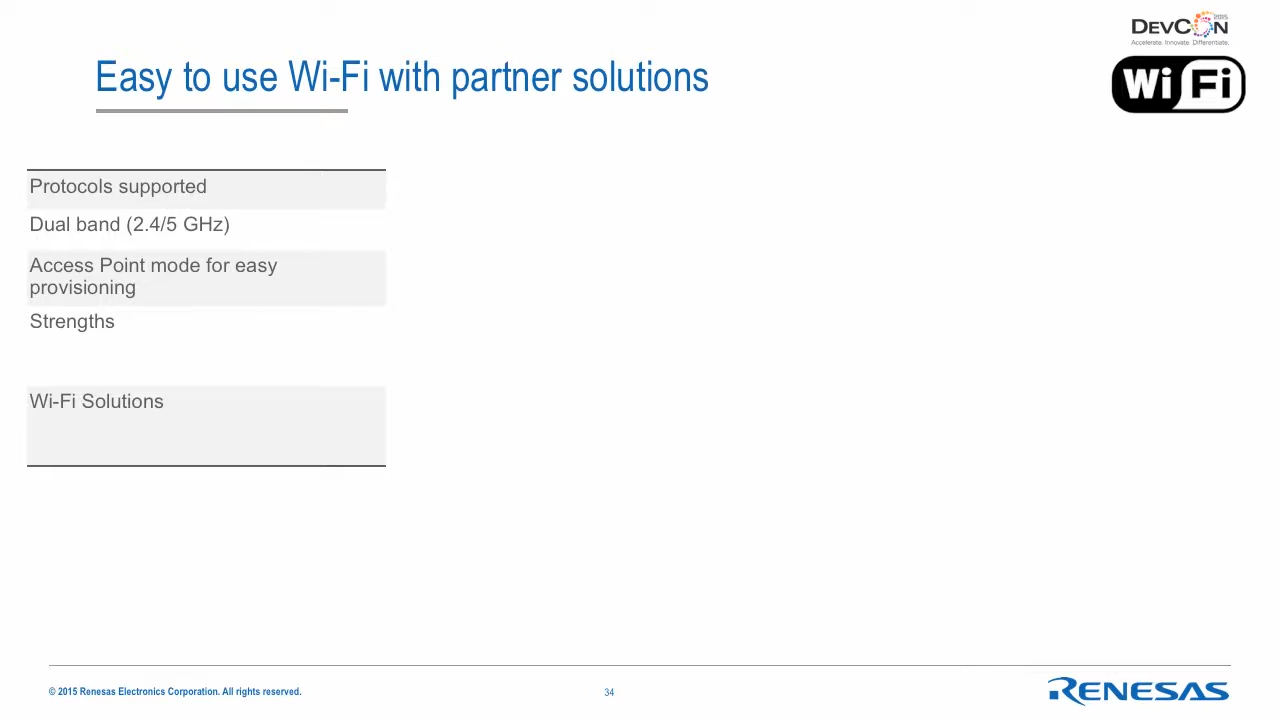 DEVCON 2015
Accelerate. Innovate. Differentiate.
Easy to use Wi-Fi with partner solutions
Wi Fi
Protocols supported
Dual band (2.4/5 GHz)
Access Point mode for easy
provisioning
Strengths
Wi-Fi Solutions
© 2015 Renesas Electronics Corporation. All rights reserved.
34
RENESAS